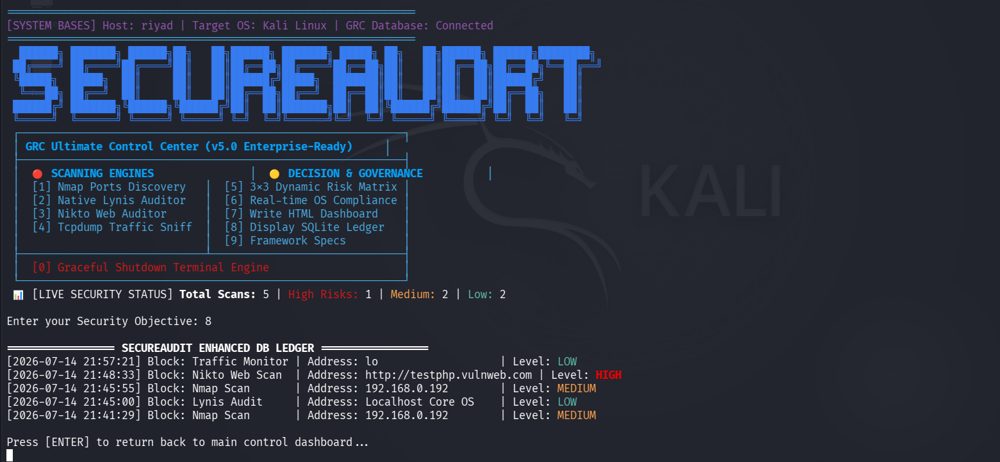 [SYSTEM BASES] Host: riyad | Target OS: Kali Linux | GRC Database: Connected
SECUREAUDRT
GRC Ultimate Control Center (v5.0 Enterprise-Ready)
🔴 SCANNING ENGINES | 🟡 DECISION & GOVERNANCE
[1] Nmap Ports Discovery | [5] 3×3 Dynamic Risk Matrix
[2] Native Lynis Auditor | [6] Real-time OS Compliance
[3] Nikto Web Auditor | [7] Write HTML Dashboard
[4] Tcpdump Traffic Sniff | [8] Display SQLite Ledger
[9] Framework Specs
[0] Graceful Shutdown Terminal Engine
KALI
📊 [LIVE SECURITY STATUS] Total Scans: 5 | High Risks: 1 | Medium: 2 | Low: 2
Enter your Security Objective: 8
═════════════════ SECUREAUDIT ENHANCED DB LEDGER ═════════════════
[2026-07-14 21:57:21] Block: Traffic Monitor | Address: lo | Level: LOW
[2026-07-14 21:48:33] Block: Nikto Web Scan | Address: http://testphp.vulnweb.com | Level: HIGH
[2026-07-14 21:45:55] Block: Nmap Scan | Address: 192.168.0.192 | Level: MEDIUM
[2026-07-14 21:45:00] Block: Lynis Audit | Address: Localhost Core OS | Level: LOW
[2026-07-14 21:41:29] Block: Nmap Scan | Address: 192.168.0.192 | Level: MEDIUM
Press [ENTER] to return back to main control dashboard...